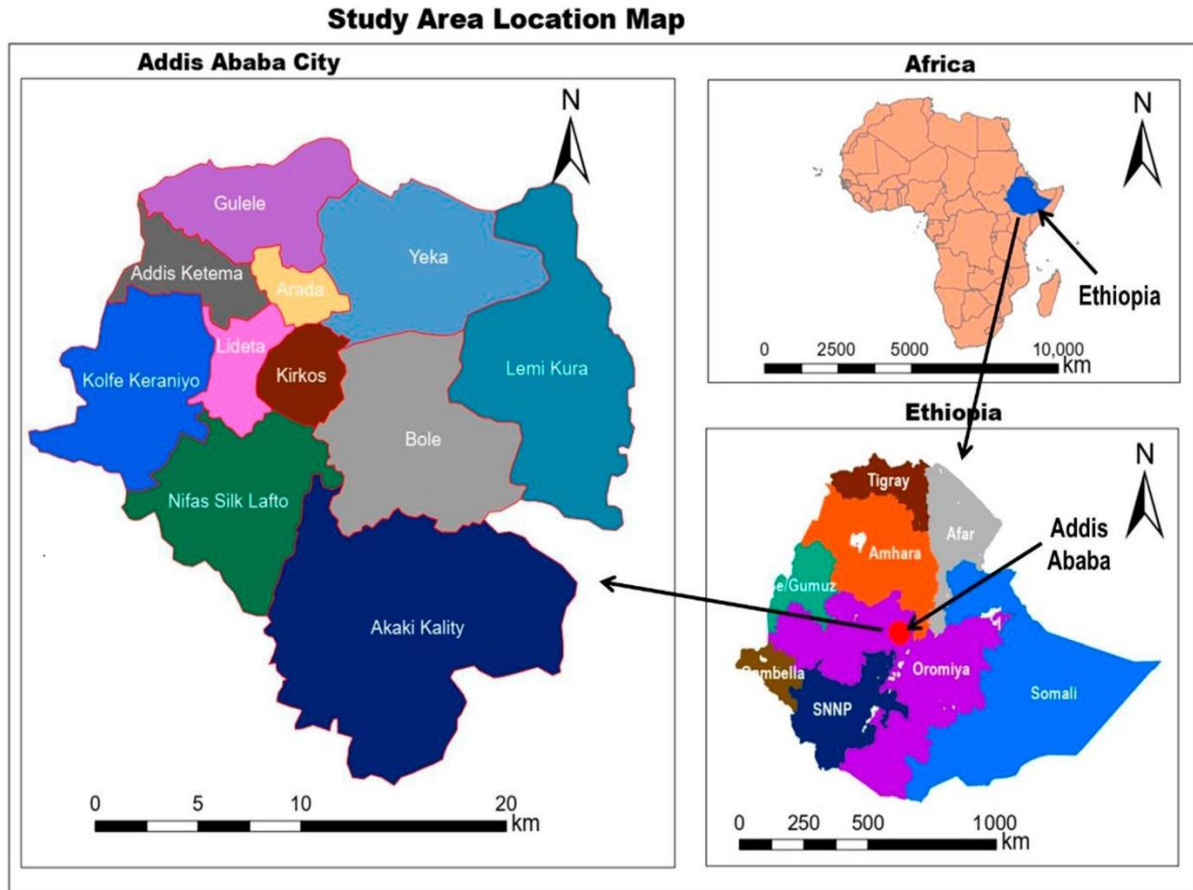 Study Area Location Map
Addis Ababa City
N
Gulele
Yeka
Addis Ketema
Arada
Lideta
Kirkos
Kolfe Keraniyo
Lemi Kura
Bole
Nifas Silk Lafto
Akaki Kality
0 5 10 20
km
Africa
N
Ethiopia
0 2500 5000 10,000
km
Ethiopia
N
Tigray
Afar
Amhara
Addis
Ababa
e/Gumuz
Oromiya
Gambella
SNNP
Somali
0 250 500 1000
km